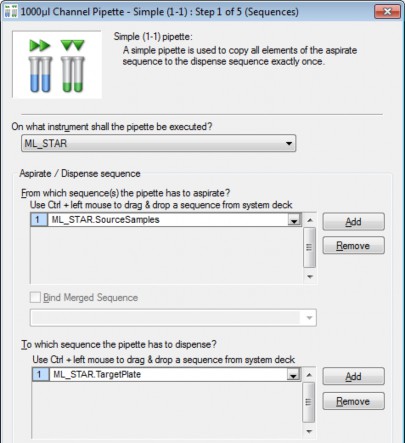 1000µl Channel Pipette - Simple (1-1) : Step 1 of 5 (Sequences)
Simple (1-1) pipette:
A simple pipette is used to copy all elements of the aspirate
sequence to the dispense sequence exactly once.
On what instrument shall the pipette be executed?
ML_STAR
Aspirate / Dispense sequence
From which sequence(s) the pipette has to aspirate?
Use Ctrl + left mouse to drag & drop a sequence from system deck
1 ML_STAR.SourceSamples
Add
Remove
Bind Merged Sequence
To which sequence the pipette has to dispense?
Use Ctrl + left mouse to drag & drop a sequence from system deck
1 ML_STAR.TargetPlate
Add
Remove